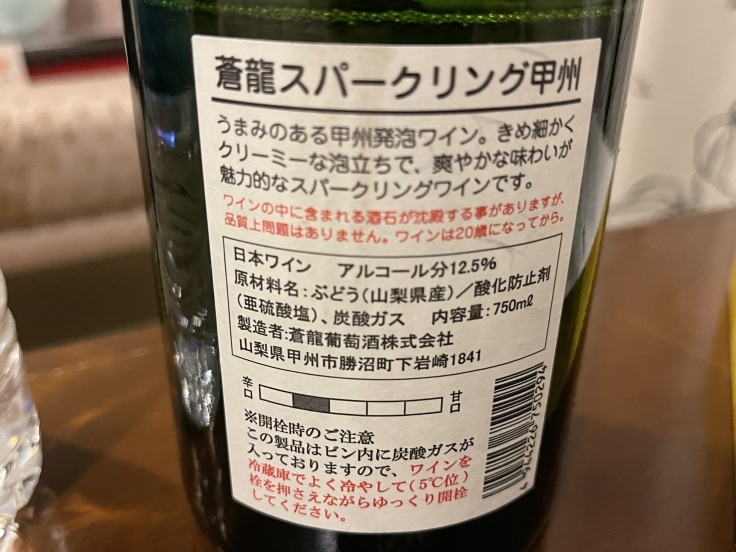 蒼龍スパークリング甲州
うまみのある甲州発泡ワイン。きめ細かく
クリーミーな泡立ちで、爽やかな味わいが
魅力的なスパークリングワインです。
ワインの中に含まれる酒石が沈殿する事がありますが、
品質上問題はありません。ワインは20歳になってから。
日本ワイン　アルコール分12.5%
原材料名:ぶどう(山梨県産)／酸化防止剤
(亜硫酸塩)、炭酸ガス　内容量:750mℓ
製造者:蒼龍葡萄酒株式会社
山梨県甲州市勝沼町下岩崎1841
辛口 甘口
※開栓時のご注意
この製品はビン内に炭酸ガスが
入っておりますので、ワインを
冷蔵庫でよく冷やして(5℃位)
栓を押さえながらゆっくり開栓
してください。